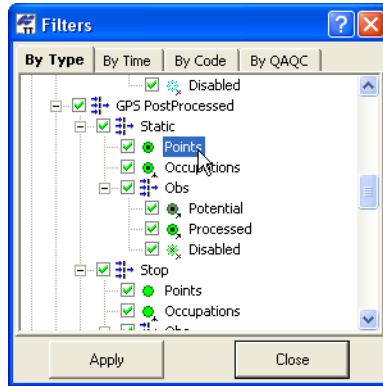 Filters
By Type By Time By Code By QAQC
Disabled
GPS PostProcessed
Static
Points
Occupations
Obs
Potential
Processed
Disabled
Stop
Points
Occupations
Obs
Apply Close